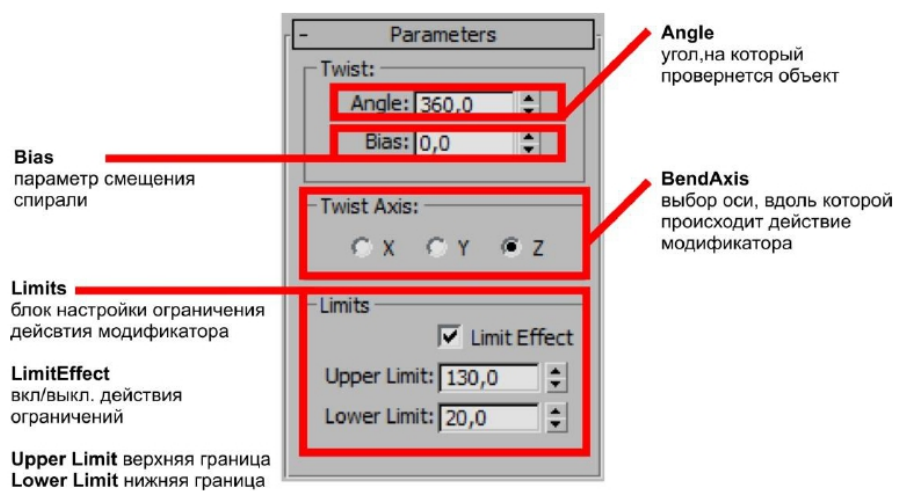 - Parameters
Twist:
Angle: 360,0
Bias: 0,0
Twist Axis:
X Y Z
Limits
Limit Effect
Upper Limit: 130,0
Lower Limit: 20,0
Angle
угол,на который
провернется объект
Bias
параметр смещения
спирали
BendAxis
выбор оси, вдоль которой
происходит действие
модификатора
Limits
блок настройки ограничения
дейсвтия модификатора
LimitEffect
вкл/выкл. действия
ограничений
Upper Limit верхняя граница
Lower Limit нижняя граница